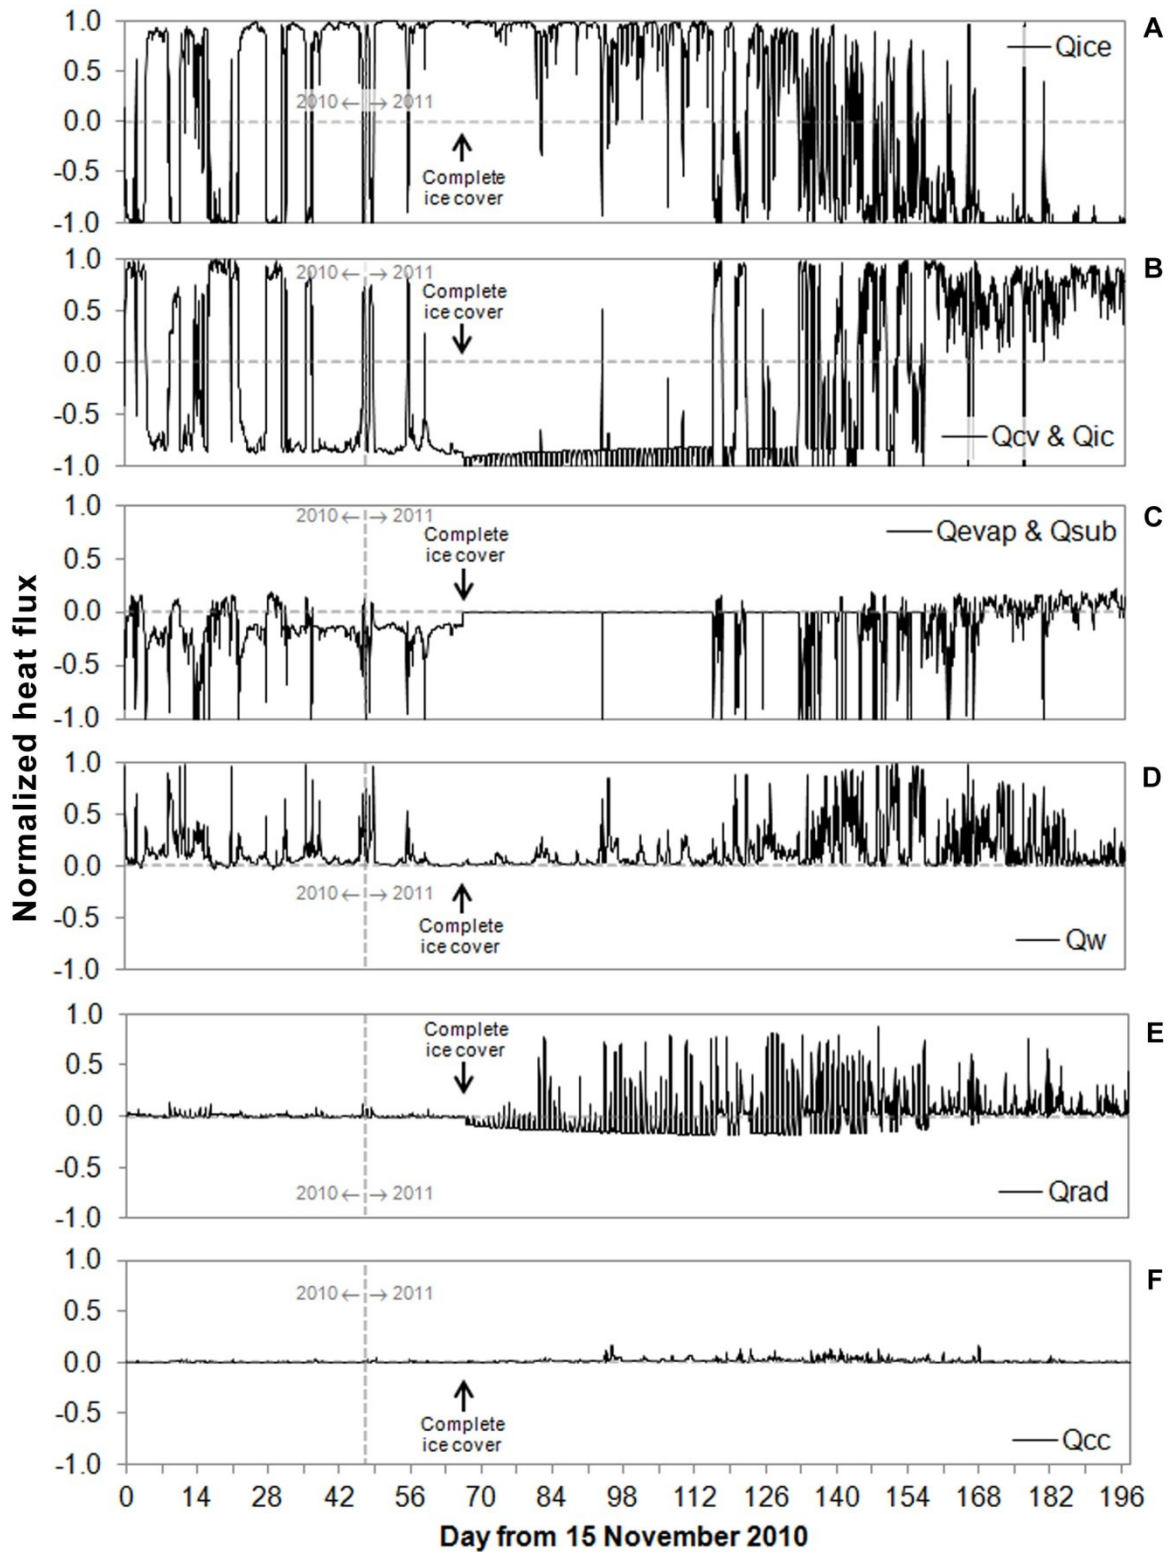 Normalized heat flux
A
1.0
0.5
0.0
-0.5
-1.0
Qice
2010 ← → 2011
Complete
ice cover
B
1.0
0.5
0.0
-0.5
-1.0
2010 ← → 2011
Complete
ice cover
Qcv & Qic
C
1.0
0.5
0.0
-0.5
-1.0
2010 ← → 2011
Complete
ice cover
Qevap & Qsub
D
1.0
0.5
0.0
-0.5
-1.0
2010 ← → 2011
Complete
ice cover
Qw
E
1.0
0.5
0.0
-0.5
-1.0
Complete
ice cover
2010 ← → 2011
Qrad
F
1.0
0.5
0.0
-0.5
-1.0
2010 ← → 2011
Complete
ice cover
Qcc
0 14 28 42 56 70 84 98 112 126 140 154 168 182 196
Day from 15 November 2010